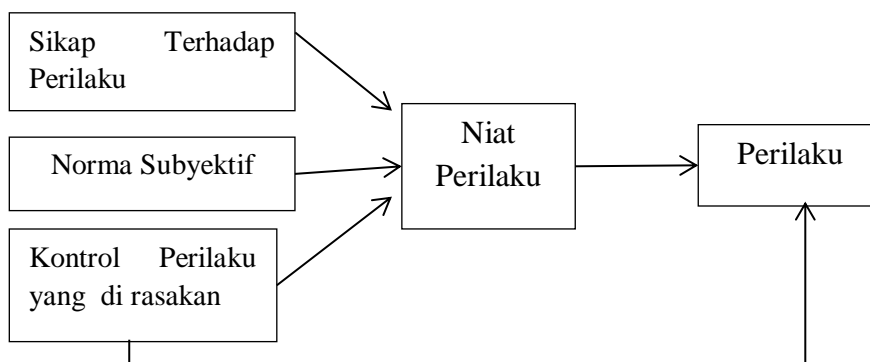 Sikap Terhadap
Perilaku
Norma Subyektif
Kontrol Perilaku
yang di rasakan
Niat
Perilaku
Perilaku